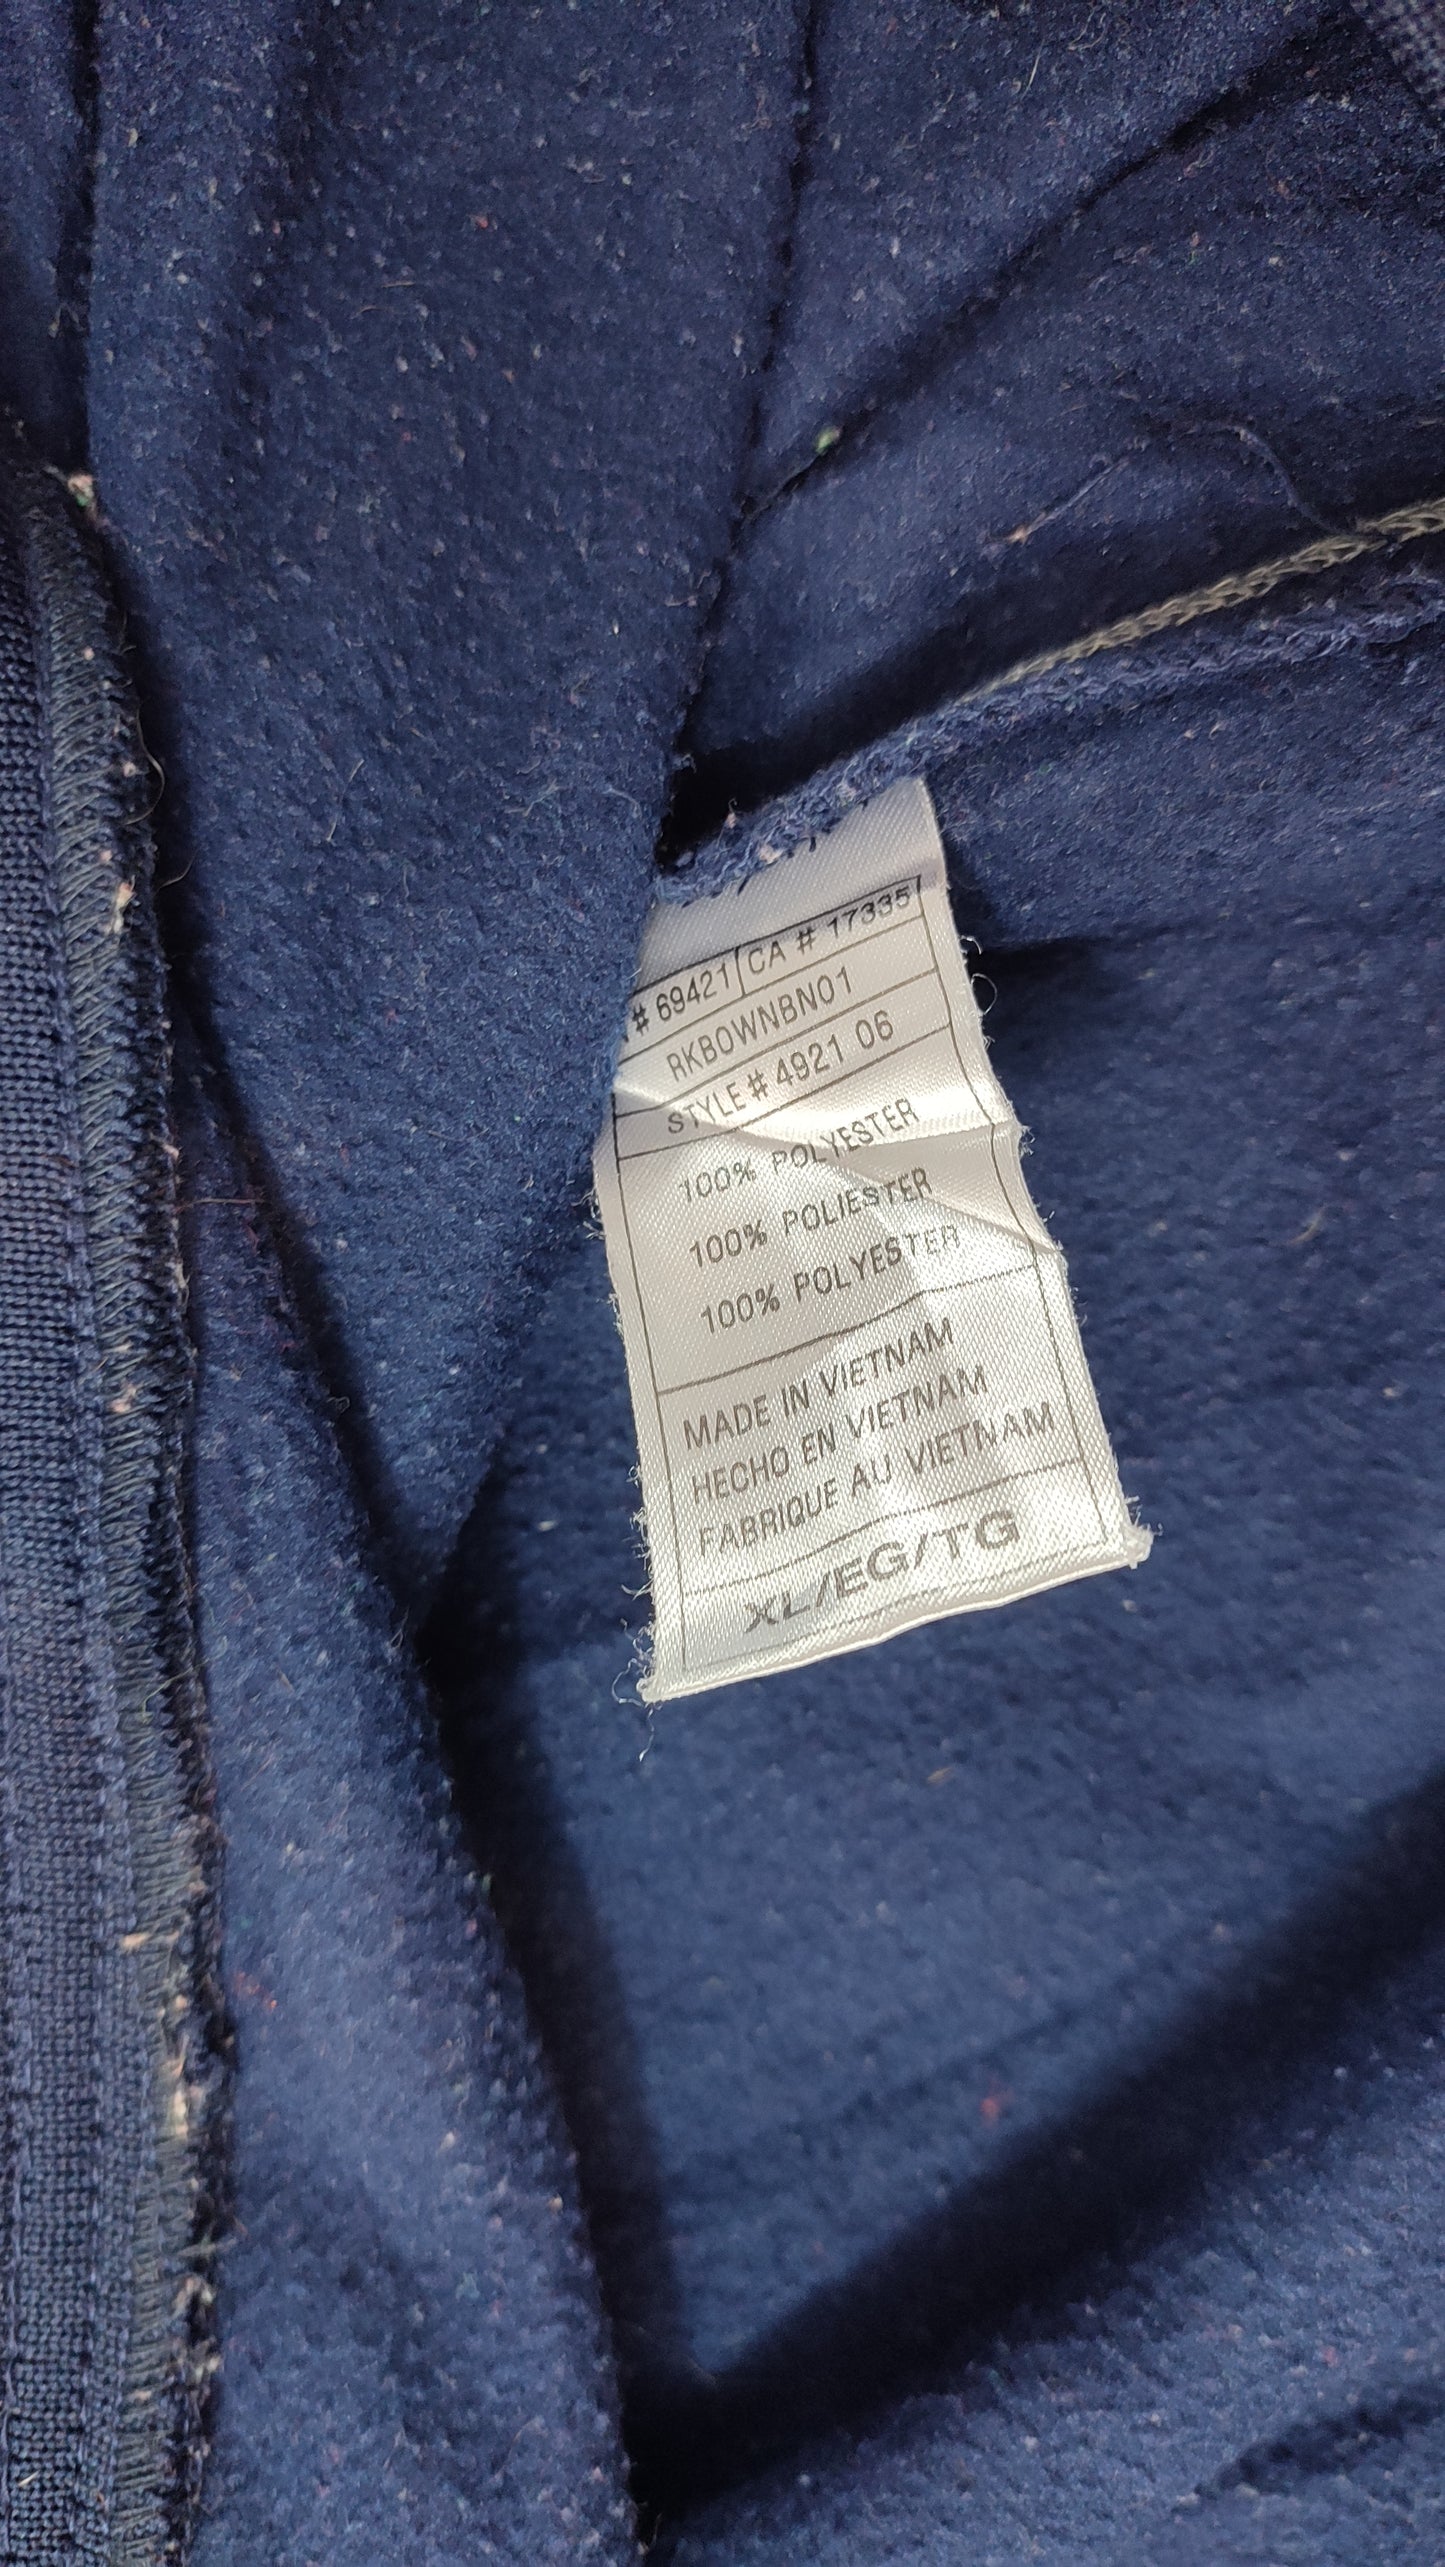 # 69421 CA # 17335
RKBOWNBN01
STYLE # 4921 06
100% POLYESTER
100% POLIESTER
100% POLYESTER
MADE IN VIETNAM
HECHO EN VIETNAM
FABRIQUE AU VIETNAM
XL/EG/TG